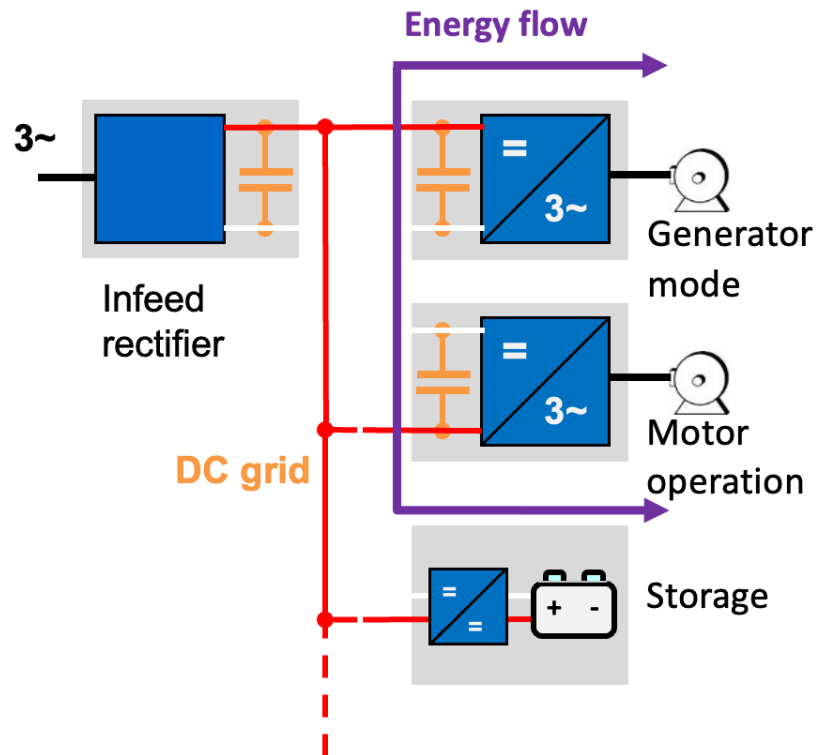 Energy flow
3~
=
3~
Generator
mode
Infeed
rectifier
=
3~
Motor
operation
DC grid
=
=
+ -
Storage